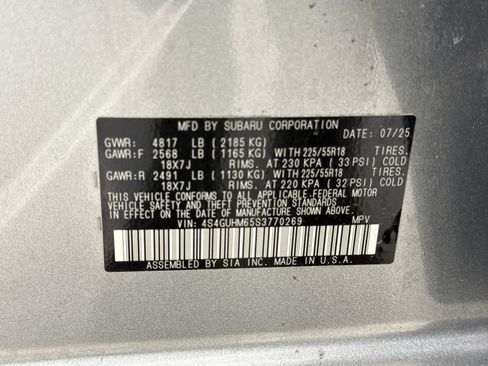 MFD BY SUBARU CORPORATION
DATE: 07/25
GVWR: 4817 LB ( 2185 KG)
GAWR:F 2568 LB ( 1165 KG) WITH 225/55R18 TIRES.
18X7J RIMS. AT 230 KPA ( 33 PSI) COLD
GAWR:R 2491 LB ( 1130 KG) WITH 225/55R18 TIRES.
18X7J RIMS. AT 220 KPA ( 32 PSI) COLD
THIS VEHICLE CONFORMS TO ALL APPLICABLE.FEDERAL MOTOR
VEHICLE SAFETY AND THEFT PREVENTION STANDARDS
IN EFFECT ON THE DATE OF MANUFACTURE SHOWN ABOVE.
VIN: 4S4GUHM65S3770269 MPV
ASSEMBLED BY SIA INC. MADE IN U.S.A.